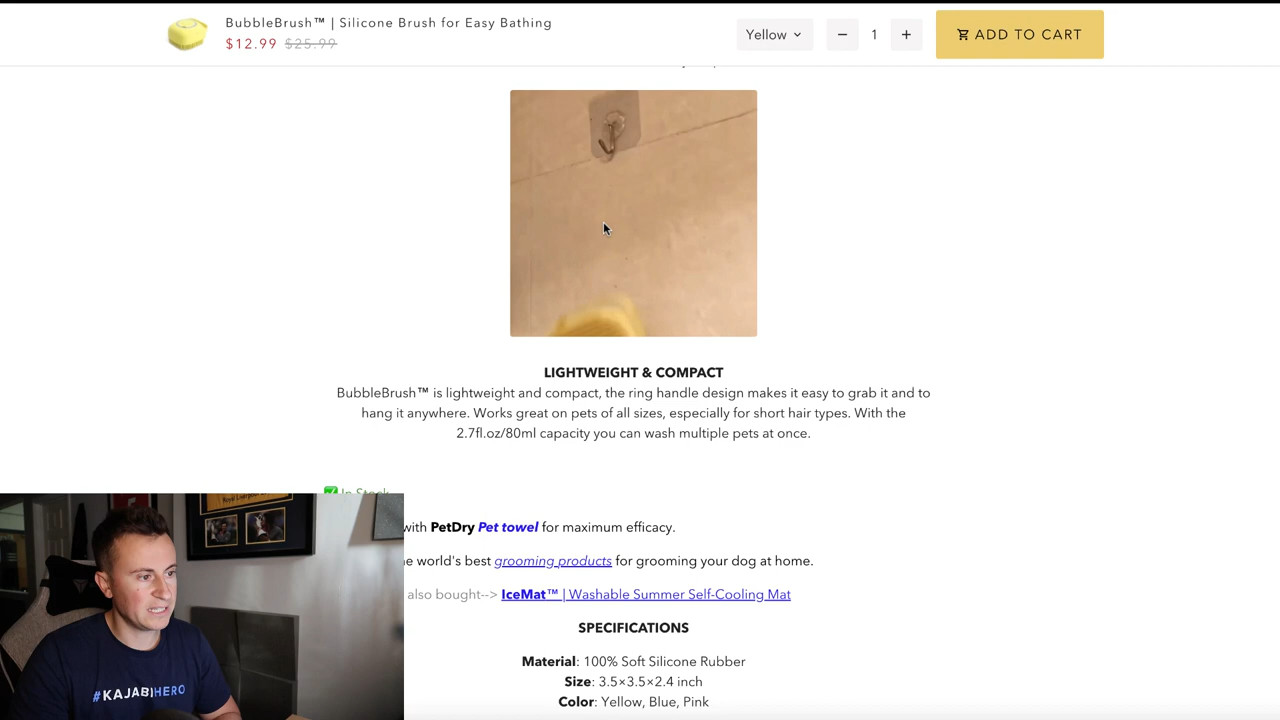 BubbleBrush™ | Silicone Brush for Easy Bathing
$12.99 $25.99
Yellow
1
ADD TO CART
LIGHTWEIGHT & COMPACT
BubbleBrush™ is lightweight and compact, the ring handle design makes it easy to grab it and to
hang it anywhere. Works great on pets of all sizes, especially for short hair types. With the
2.7fl.oz/80ml capacity you can wash multiple pets at once.
In Stock
with PetDry Pet towel for maximum efficacy.
world's best grooming products for grooming your dog at home.
also bought--> IceMat™ | Washable Summer Self-Cooling Mat
SPECIFICATIONS
Material: 100% Soft Silicone Rubber
Size: 3.5×3.5×2.4 inch
Color: Yellow, Blue, Pink
#KAJABIHERO